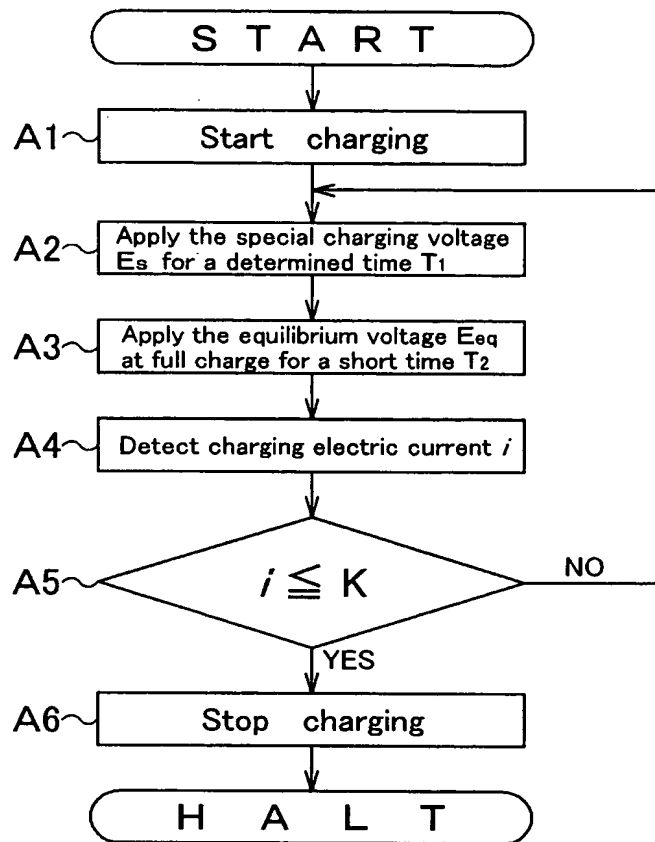 START
A1
Start charging
A2
Apply the special charging voltage
Es for a determined time T1
A3
Apply the equilibrium voltage Eeq
at full charge for a short time T2
A4
Detect charging electric current i
A5
i ≦ K
NO
YES
A6
Stop charging
HALT